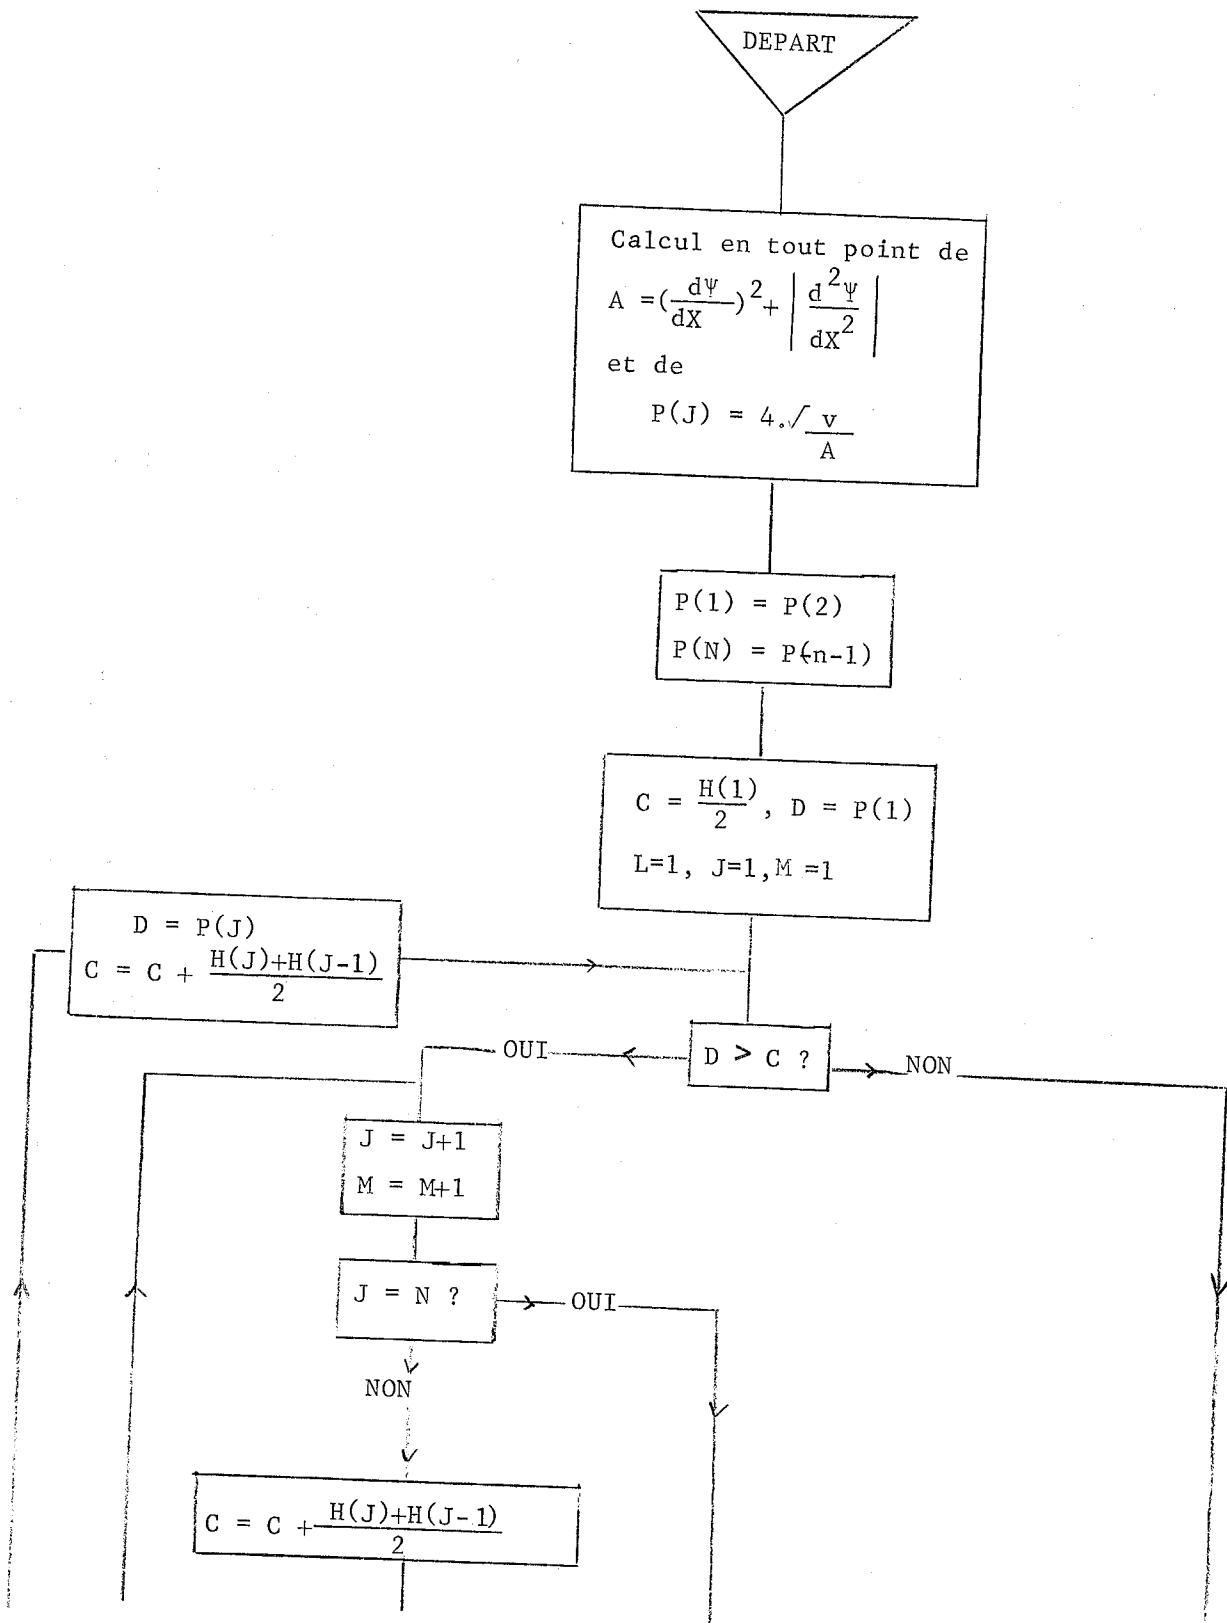 DEPART
Calcul en tout point de
A = (dΨ/dX)² + |d²Ψ/dX²|
et de
P(J) = 4.√v/A
P(1) = P(2)
P(N) = P(n-1)
C = H(1)/2, D = P(1)
L=1, J=1, M =1
D = P(J)
C = C + H(J)+H(J-1)/2
D > C ?
OUI
NON
J = J+1
M = M+1
J = N ?
OUI
NON
C = C + H(J)+H(J-1)/2